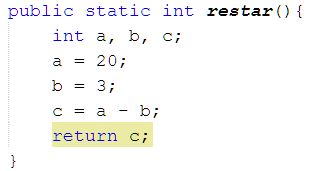 public static int restar(){
    int a, b, c;
    a = 20;
    b = 3;
    c = a - b;
    return c;
}